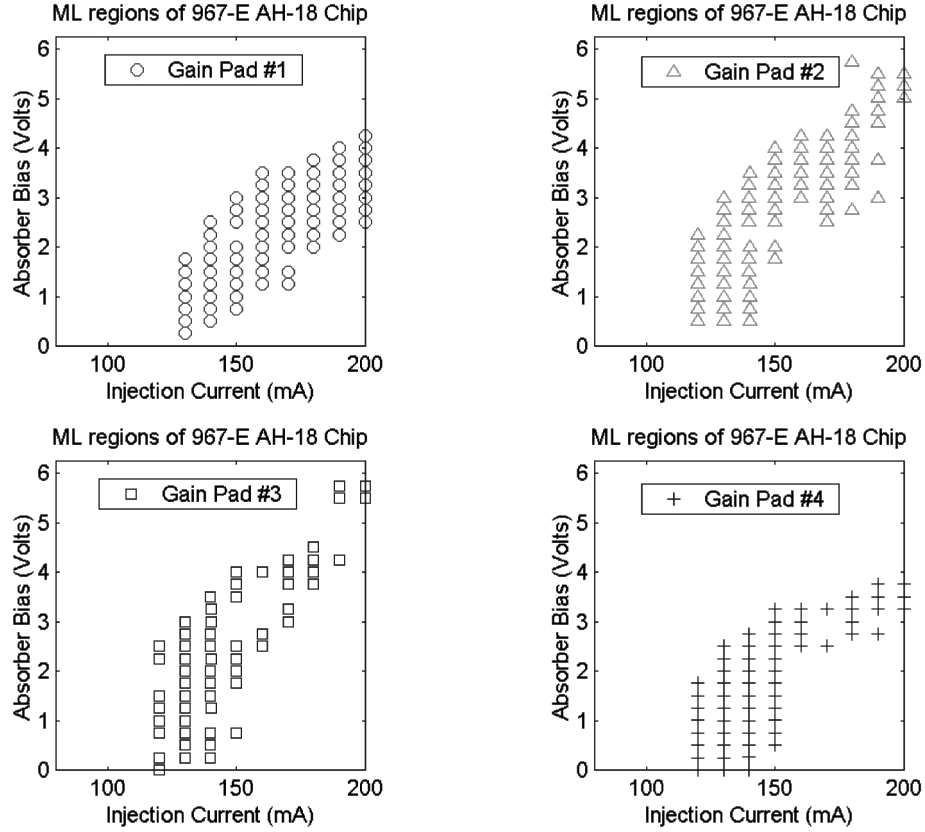 ML regions of 967-E AH-18 Chip
Gain Pad #1
Absorber Bias (Volts)
6
5
4
3
2
1
0
100
150
200
Injection Current (mA)
ML regions of 967-E AH-18 Chip
Gain Pad #2
Absorber Bias (Volts)
6
5
4
3
2
1
0
100
150
200
Injection Current (mA)
ML regions of 967-E AH-18 Chip
Gain Pad #3
Absorber Bias (Volts)
6
5
4
3
2
1
0
100
150
200
Injection Current (mA)
ML regions of 967-E AH-18 Chip
Gain Pad #4
Absorber Bias (Volts)
6
5
4
3
2
1
0
100
150
200
Injection Current (mA)